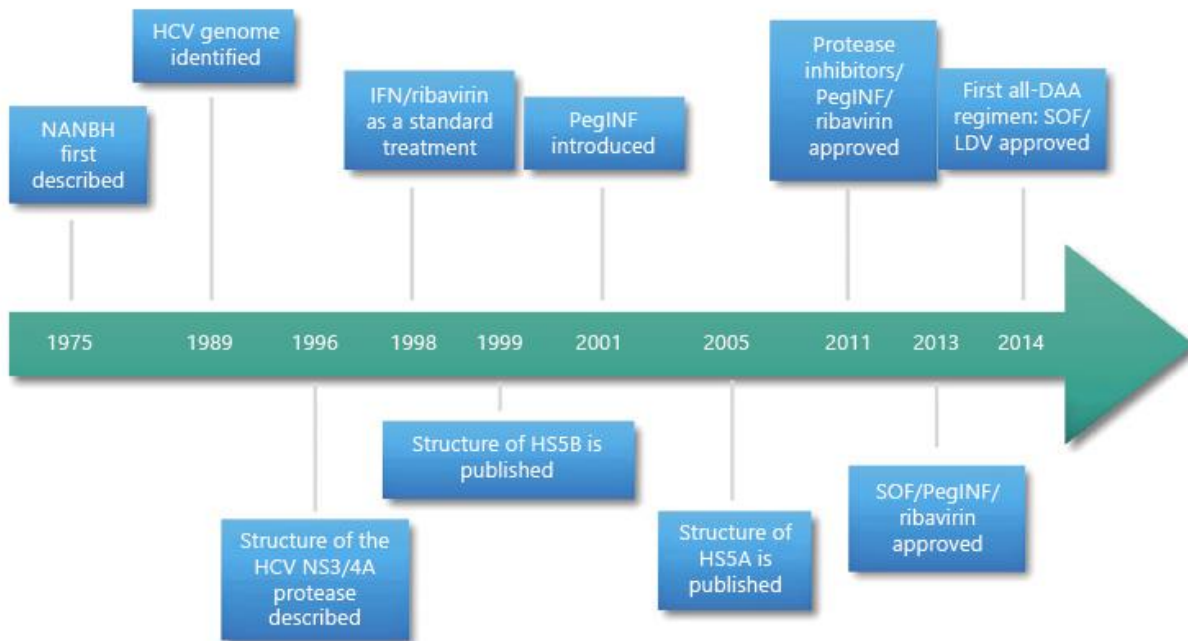 HCV genome
identified
NANBH
first
described
IFN/ribavirin
as a standard
treatment
PegINF
introduced
Protease
inhibitors/
PegINF/
ribavirin
approved
First all-DAA
regimen: SOF/
LDV approved
1975
1989
1996
1998
1999
2001
2005
2011
2013
2014
Structure of the
HCV NS3/4A
protease
described
Structure of HS5B is
published
Structure of
HS5A is
published
SOF/PegINF/
ribavirin
approved